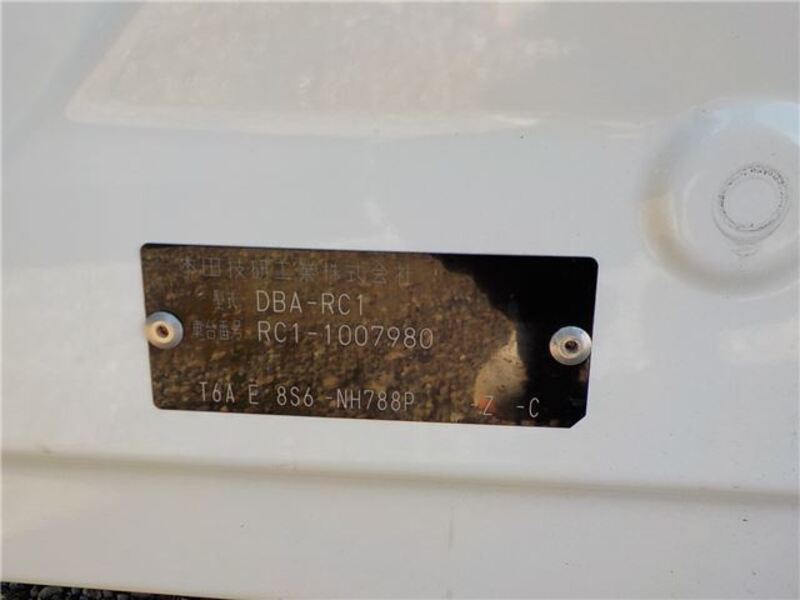 本田技研工業株式会社
型式 DBA-RC1
車台番号 RC1-1007980
T6A E 8S6 -NH788P -Z -C